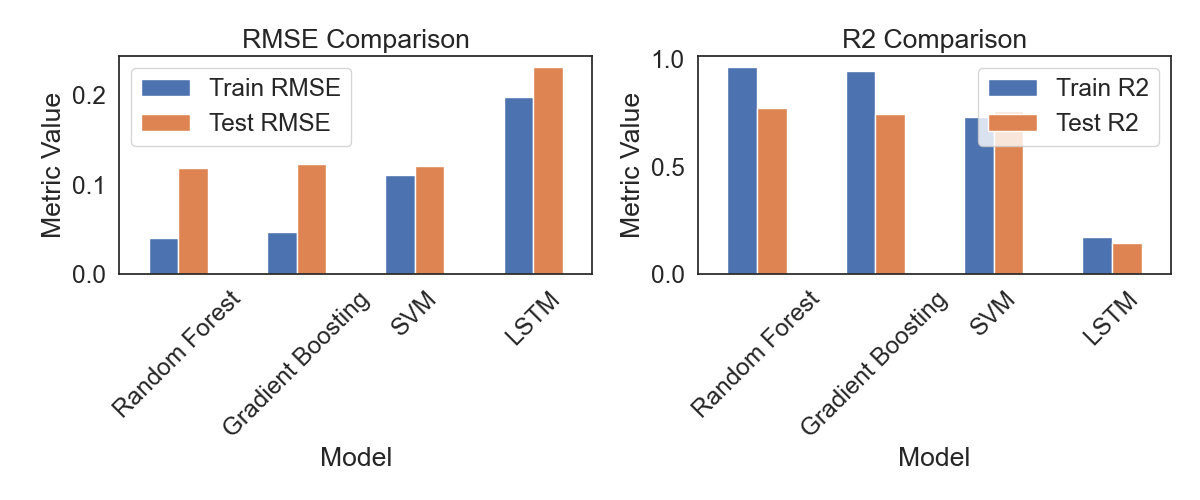 RMSE Comparison
Metric Value
0.2
0.1
0.0
Train RMSE
Test RMSE
Random Forest
Gradient Boosting
SVM
LSTM
Model
R2 Comparison
Metric Value
1.0
0.5
0.0
Train R2
Test R2
Random Forest
Gradient Boosting
SVM
LSTM
Model